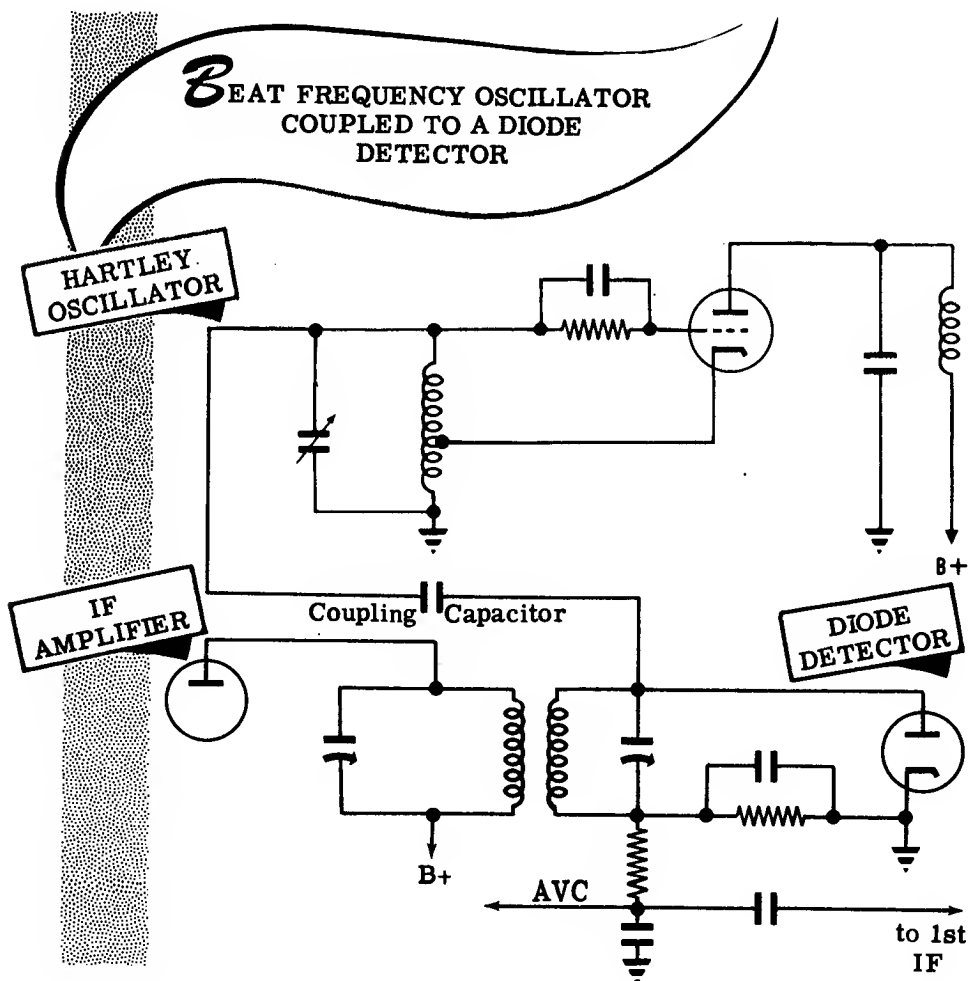 BEAT FREQUENCY OSCILLATOR
COUPLED TO A DIODE
DETECTOR
HARTLEY
OSCILLATOR
B+
IF
AMPLIFIER
Coupling Capacitor
DIODE
DETECTOR
B+
AVC
to 1st
IF